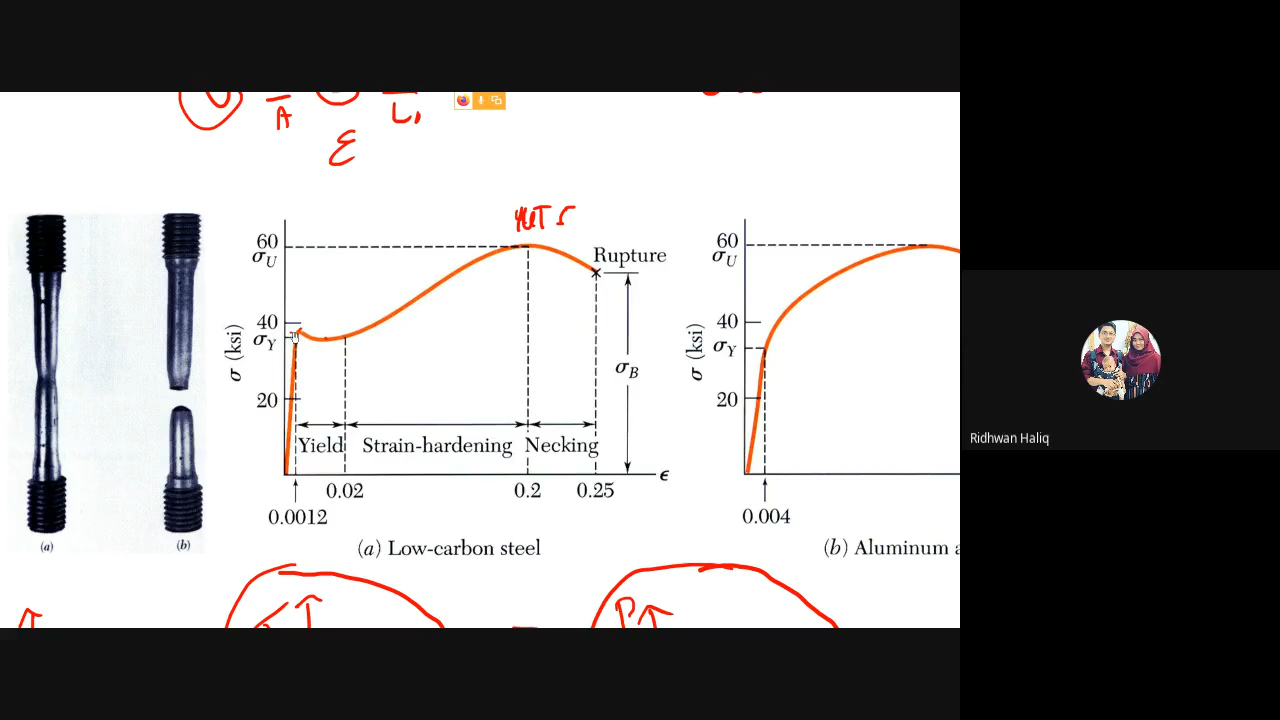 A
L₁
ε
UTS
60
σU
40
σY
20
σ (ksi)
Rupture
σB
Yield
Strain-hardening
Necking
ϵ
0.02
0.2
0.25
0.0012
(a) Low-carbon steel
60
σU
40
σY
20
σ (ksi)
0.004
(b) Aluminum a
(a)
(b)
P↑
Ridhwan Haliq